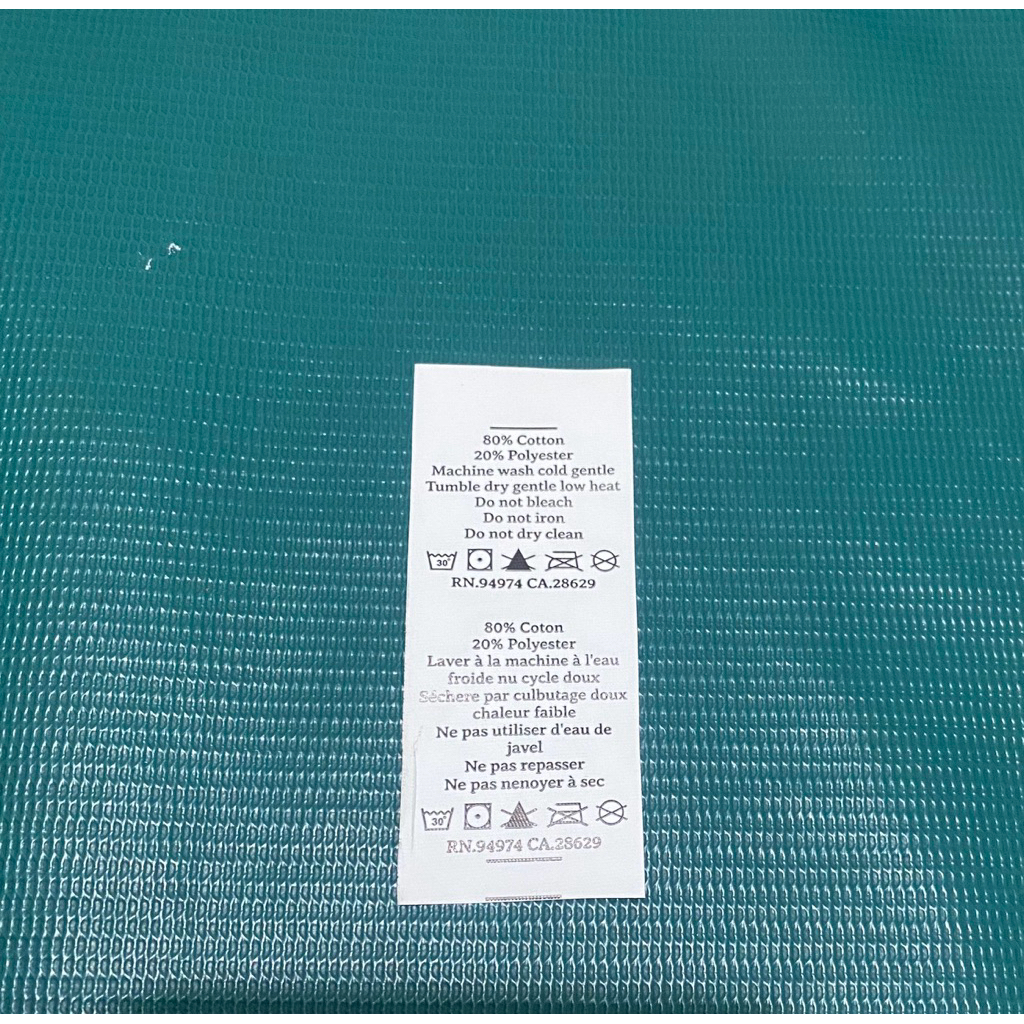 80% Cotton
20% Polyester
Machine wash cold gentle
Tumble dry gentle low heat
Do not bleach
Do not iron
Do not dry clean
30
RN.94974 CA.28629
80% Coton
20% Polyester
Laver à la machine à l'eau
froide nu cycle doux
Séchere par culbutage doux
chaleur faible
Ne pas utiliser d'eau de
javel
Ne pas repasser
Ne pas nenoyer à sec
30
RN.94974 CA.28629